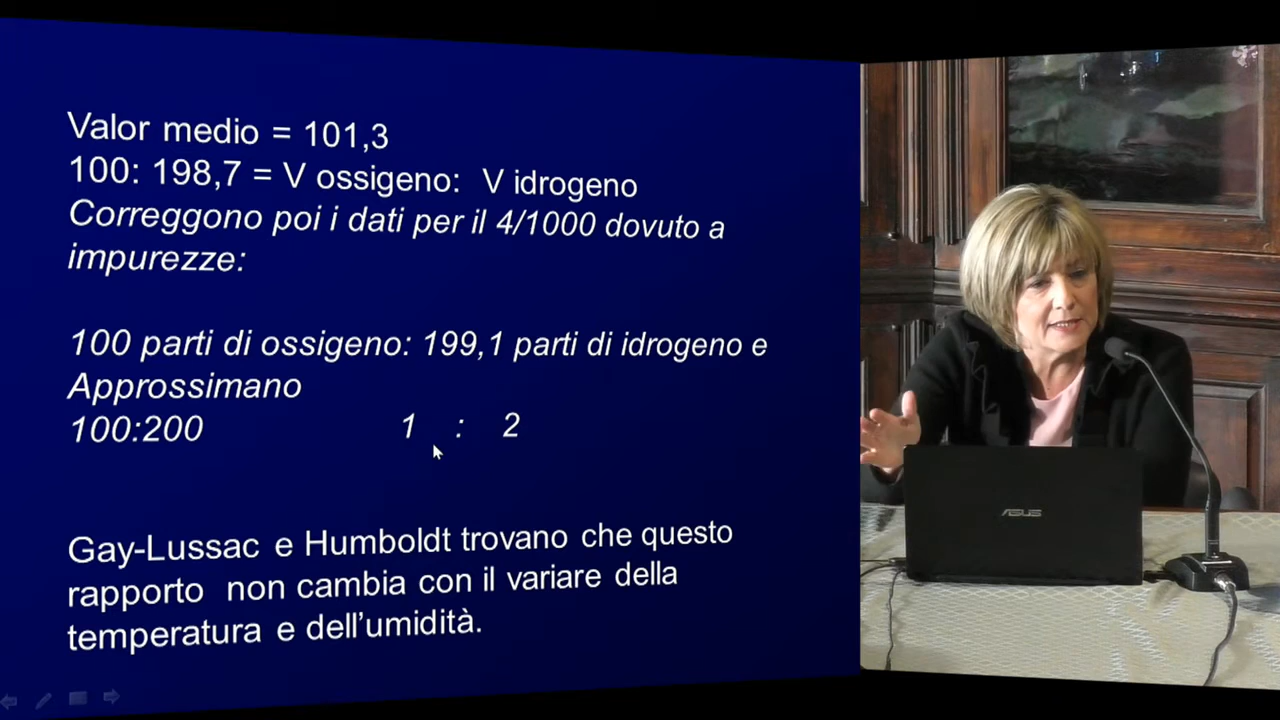 Valor medio = 101,3
100: 198,7 = V ossigeno: V idrogeno
Correggono poi i dati per il 4/1000 dovuto a
impurezze:
100 parti di ossigeno: 199,1 parti di idrogeno e
Approssimano
100:200 1 : 2
Gay-Lussac e Humboldt trovano che questo
rapporto non cambia con il variare della
temperatura e dell'umidità.
ASUS